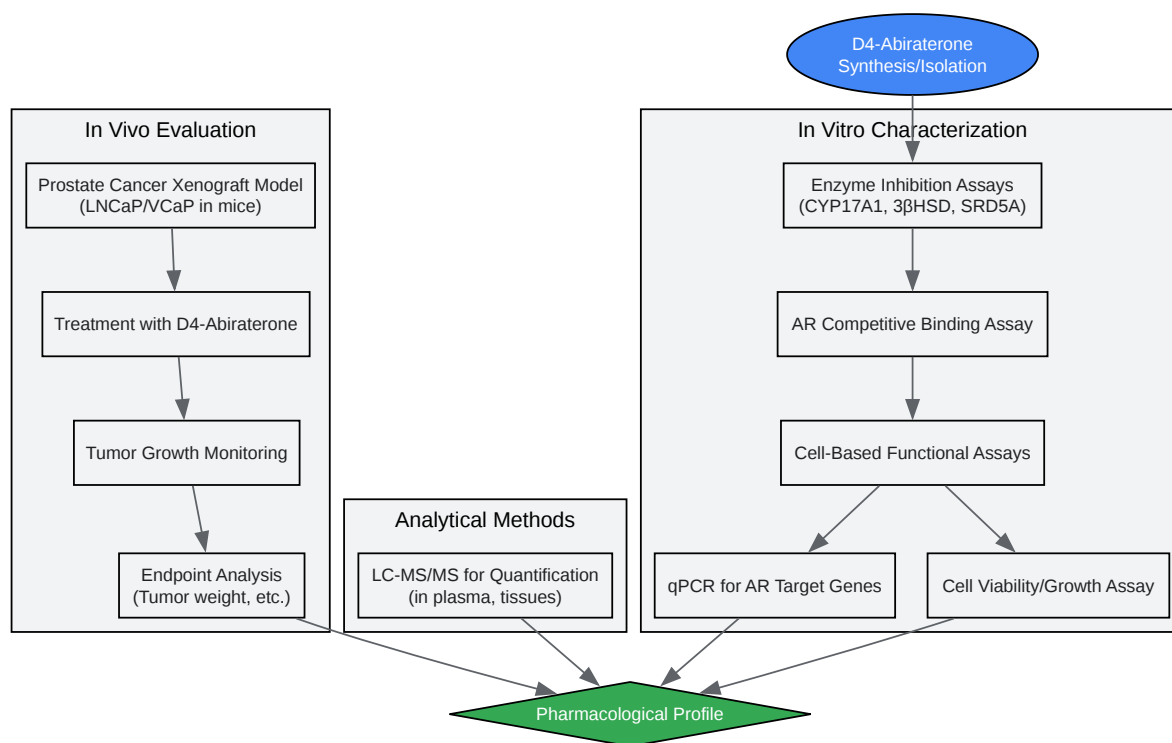 D4-Abiraterone
Synthesis/Isolation
In Vivo Evaluation
Prostate Cancer Xenograft Model
(LNCaP/VCaP in mice)
Treatment with D4-Abiraterone
Tumor Growth Monitoring
Endpoint Analysis
(Tumor weight, etc.)
Analytical Methods
LC-MS/MS for Quantification
(in plasma, tissues)
In Vitro Characterization
Enzyme Inhibition Assays
(CYP17A1, 3βHSD, SRD5A)
AR Competitive Binding Assay
Cell-Based Functional Assays
qPCR for AR Target Genes
Cell Viability/Growth Assay
Pharmacological Profile